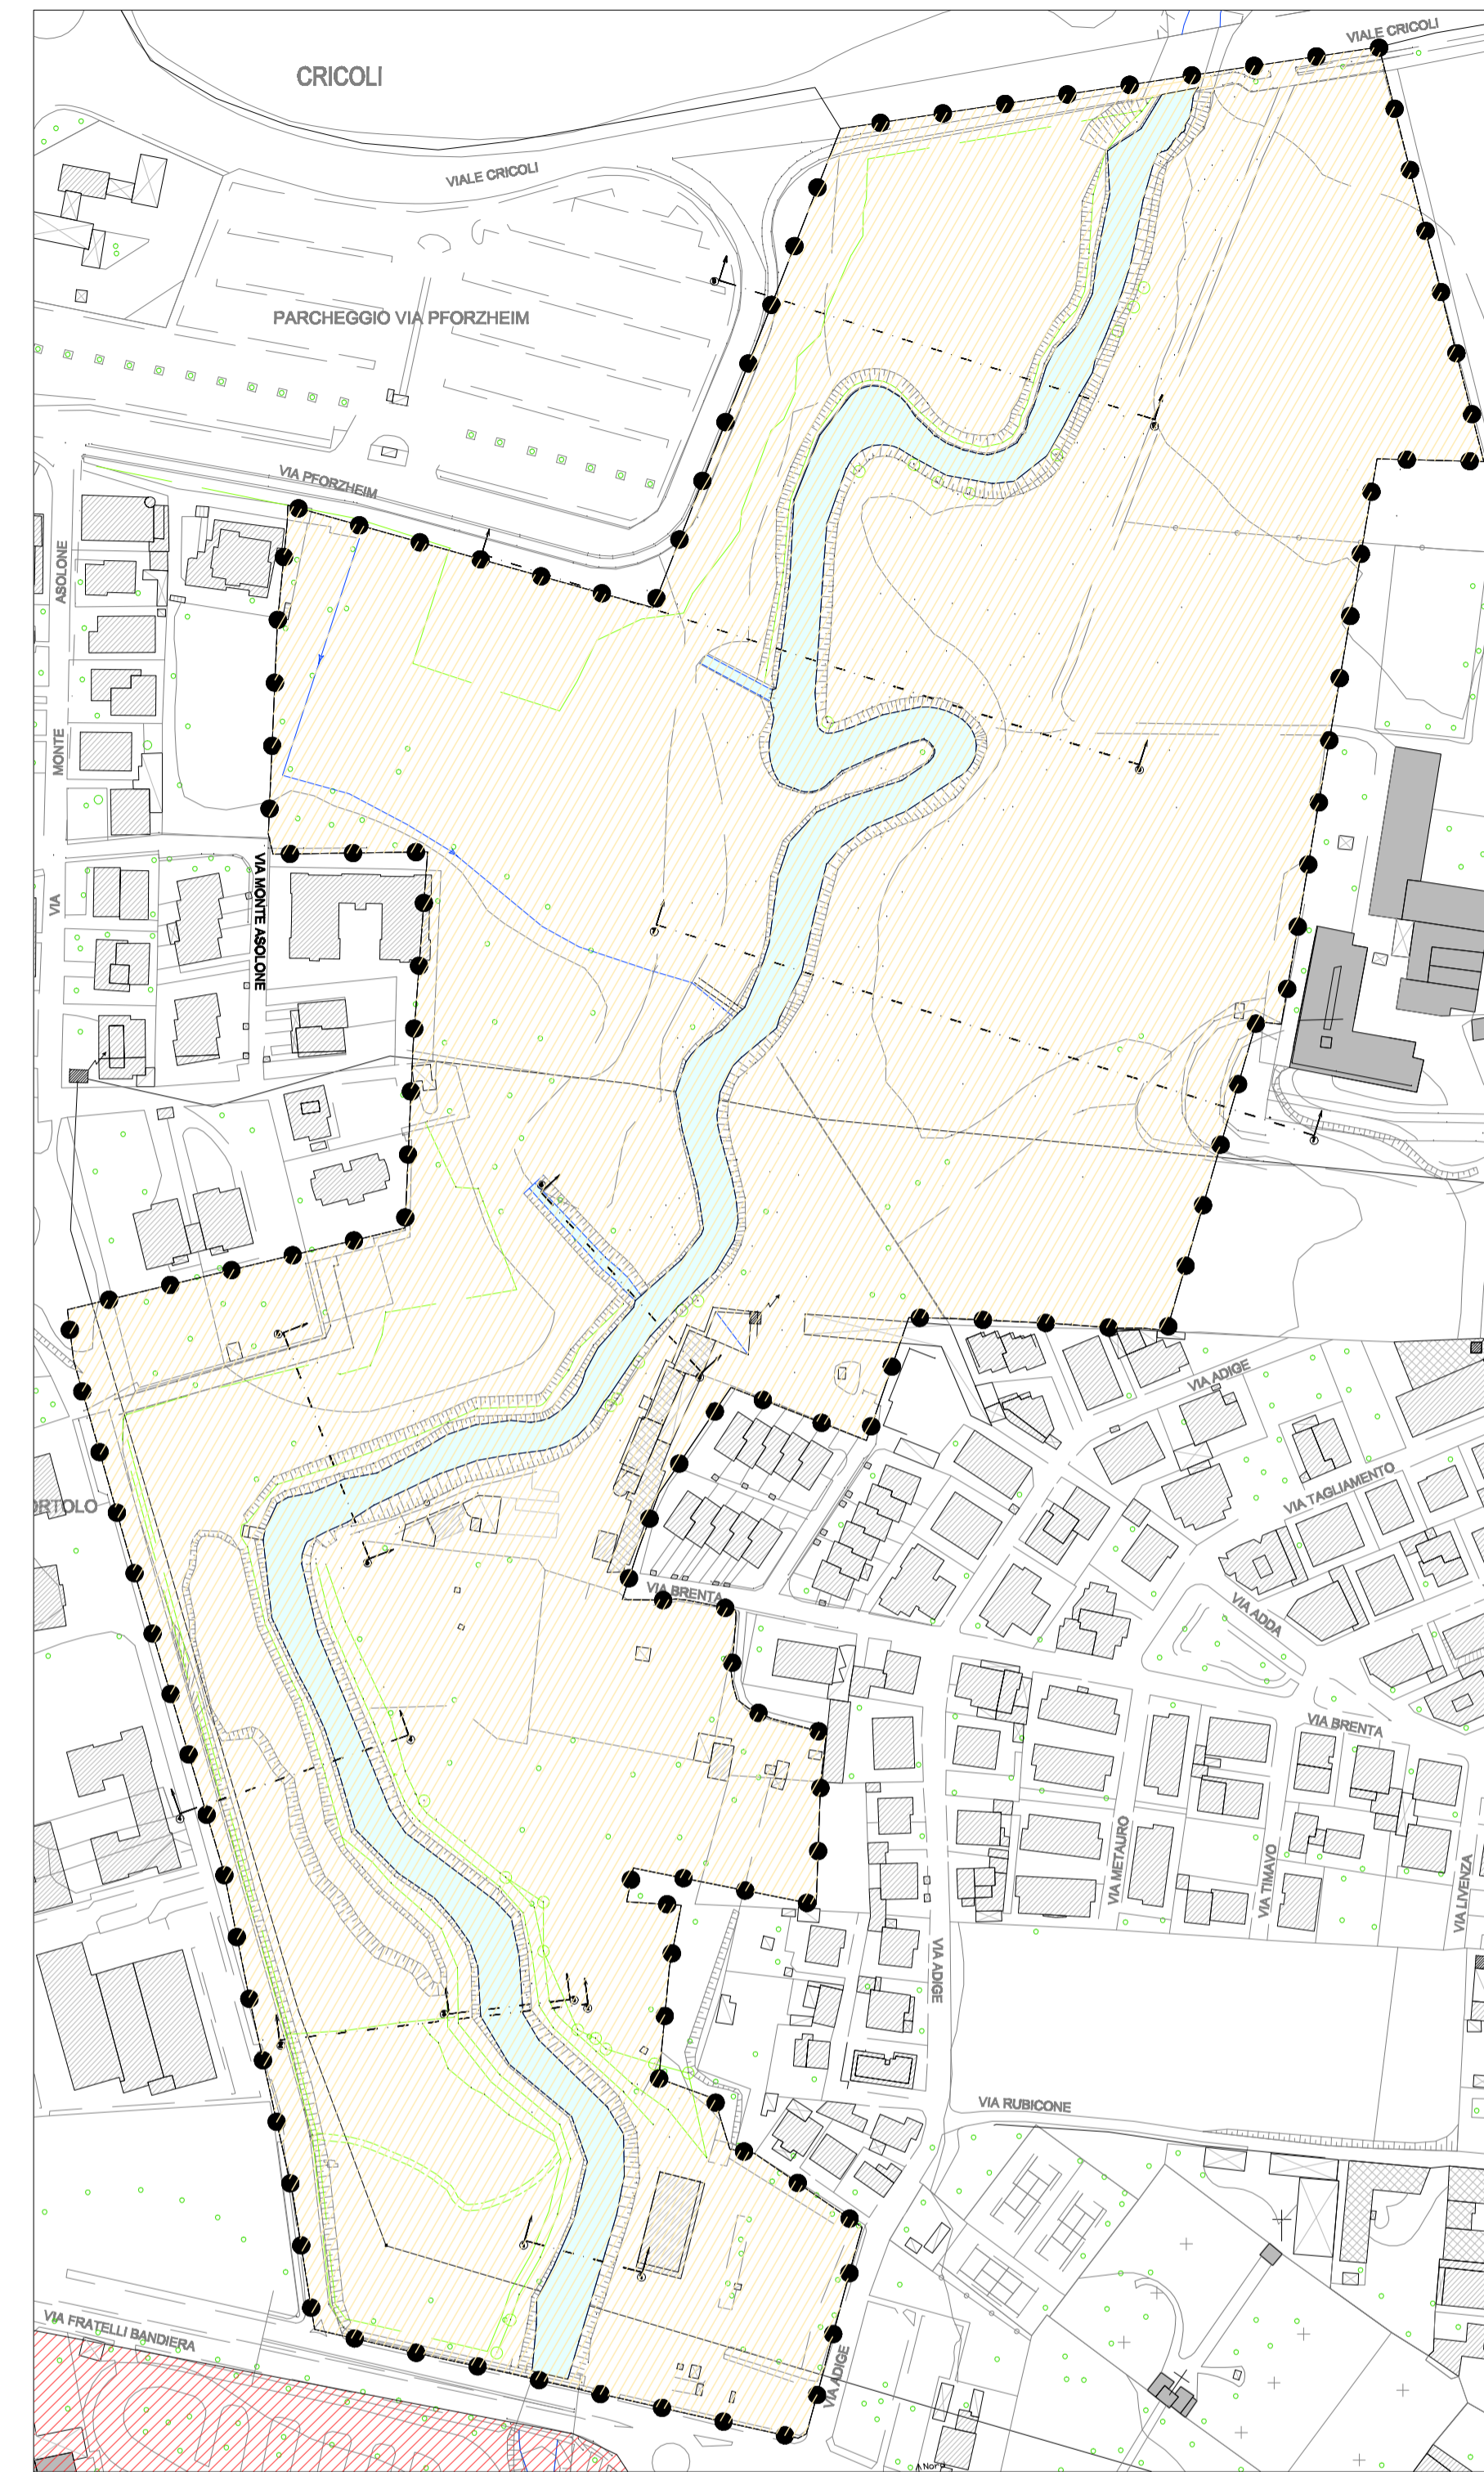 VIALE CRICOLI
CRICOLI
VIALE CRICOLI
PARCHEGGIO VIA PFORZHEIM
VIA PFORZHEIM
VIA MONTE ASOLONE
VIA MONTE ASOLONE
VIA ADIGE
VIA TAGLIAMENTO
ORTOLO
VIA BRENTA
VIA ADDA
VIA BRENTA
VIA METAURO
VIA TIMAVO
VIA LIVENZA
VIA ADIGE
VIA RUBICONE
VIA FRATELLI BANDIERA
VIA ADIGE
Nord